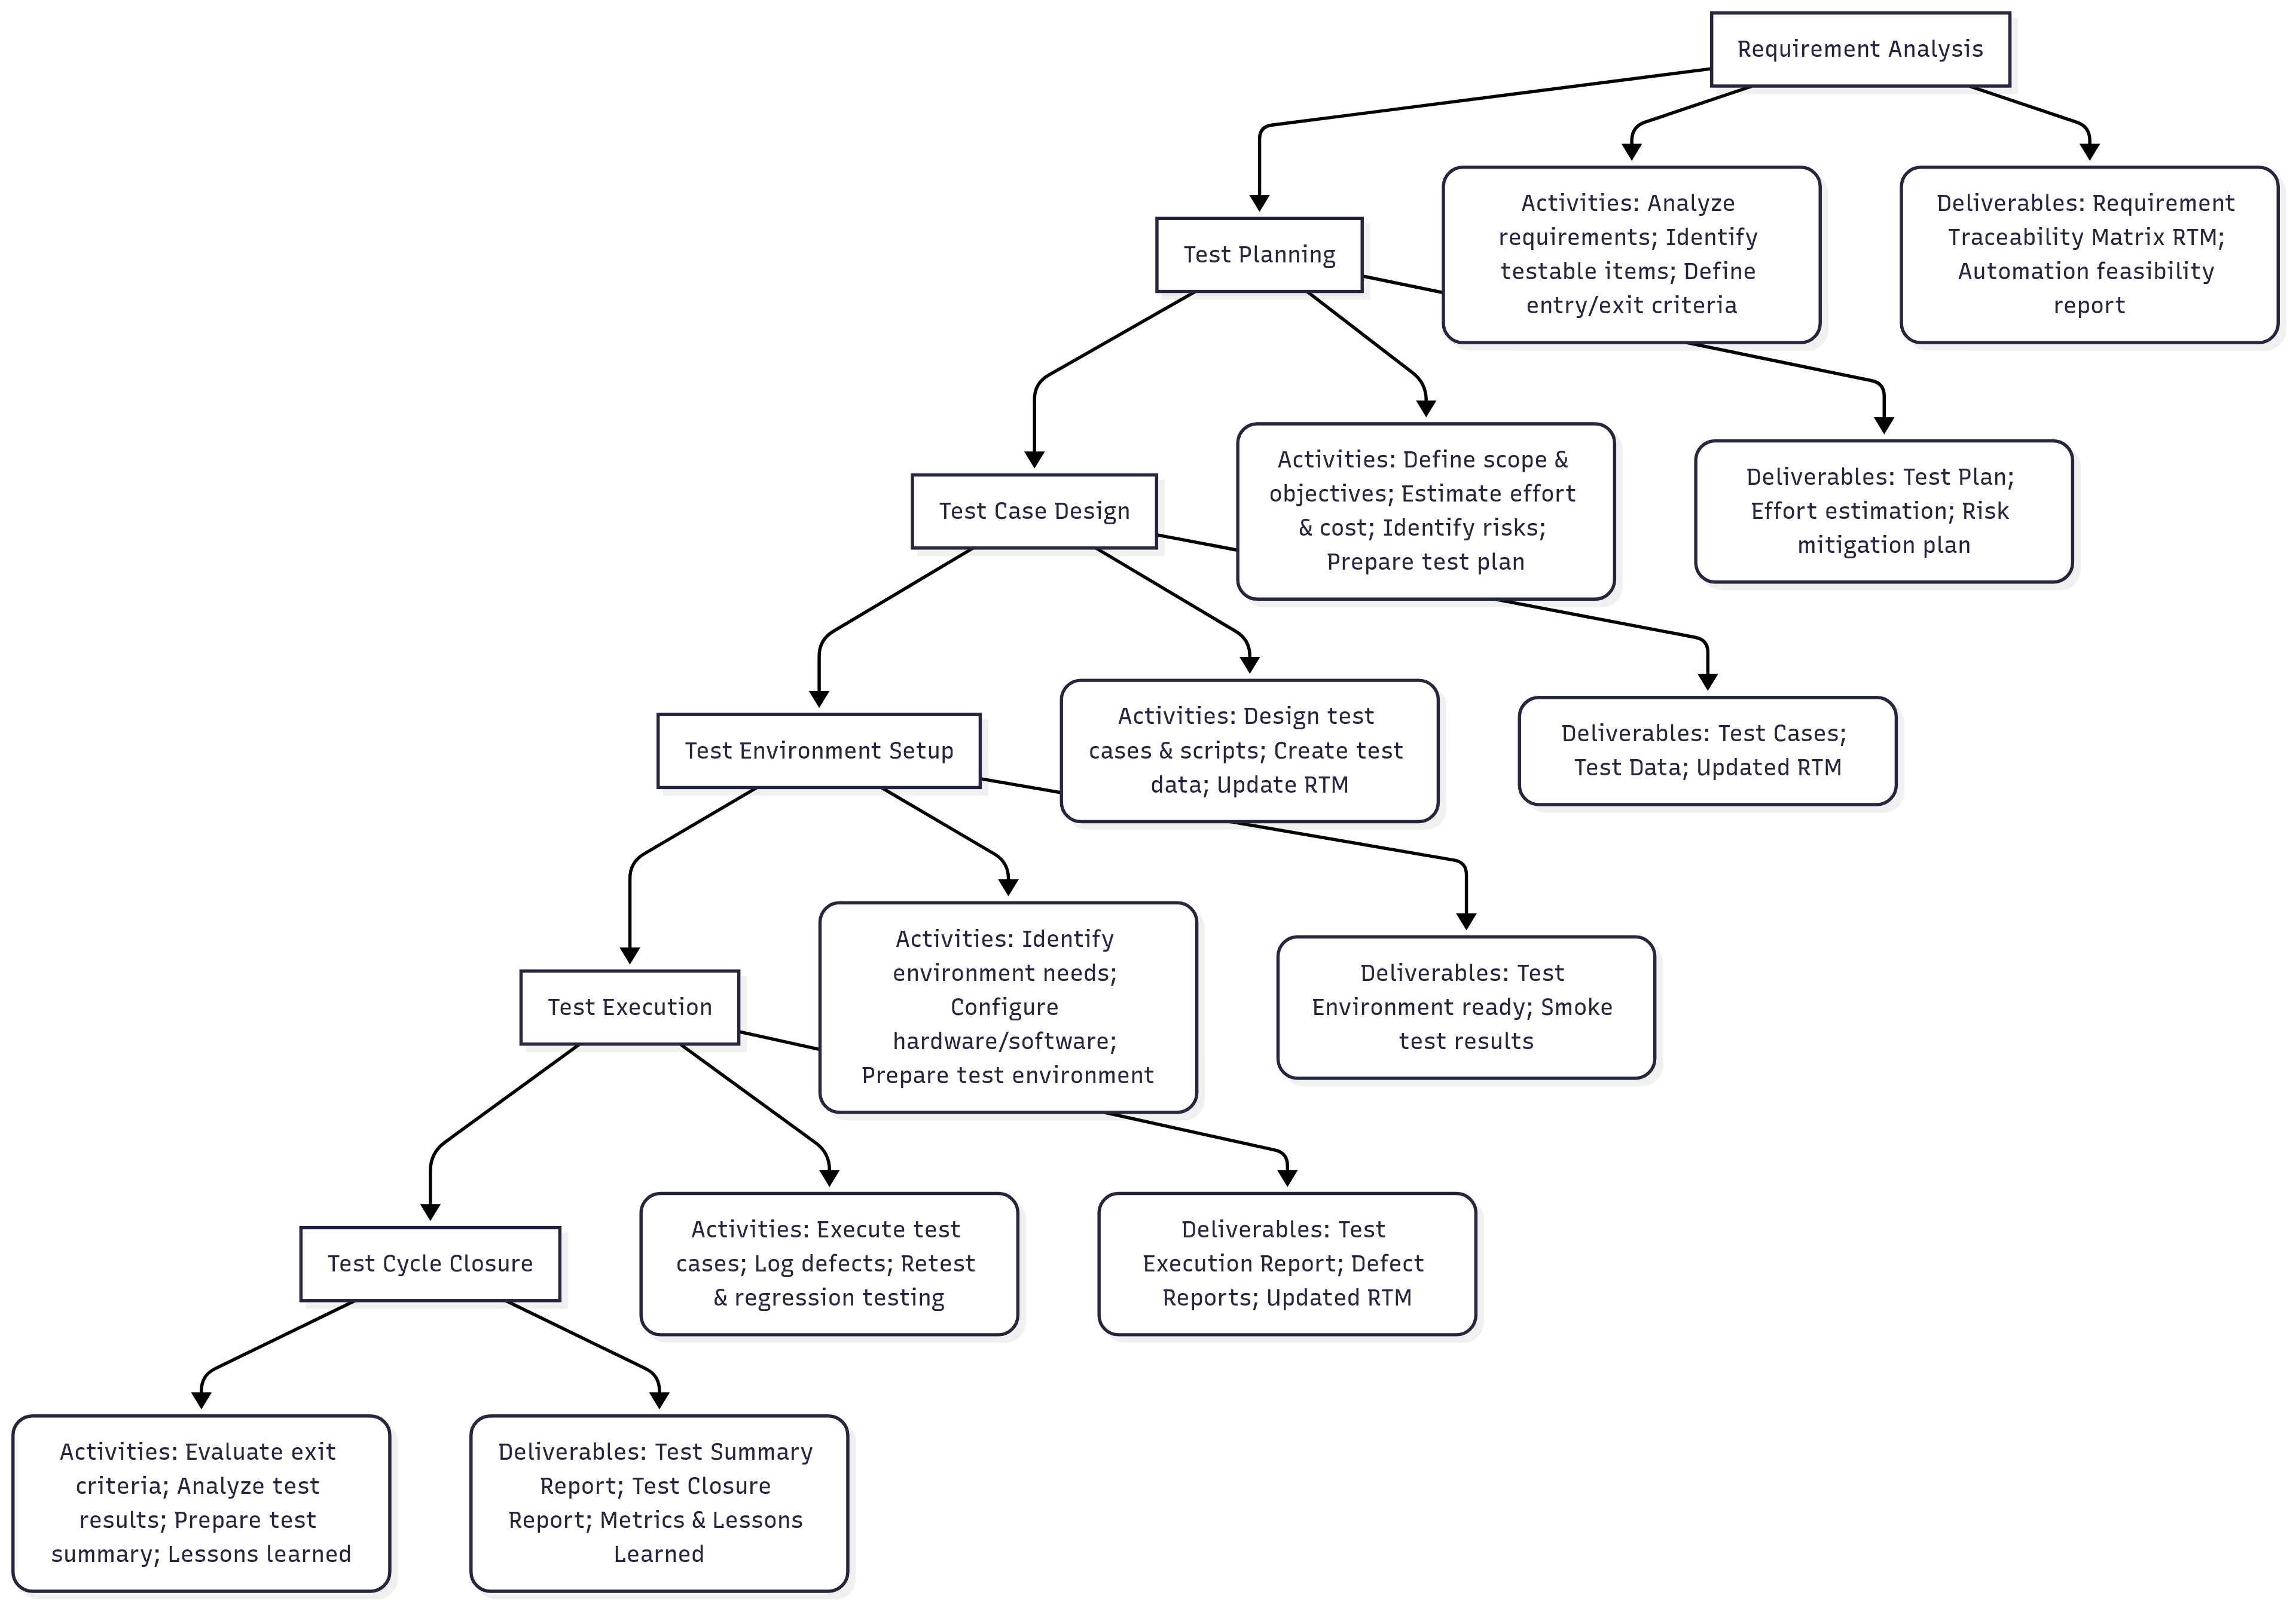 Requirement Analysis
Activities: Analyze
requirements; Identify
testable items; Define
entry/exit criteria
Deliverables: Requirement
Traceability Matrix RTM;
Automation feasibility
report
Test Planning
Activities: Define scope &
objectives; Estimate effort
& cost; Identify risks;
Prepare test plan
Deliverables: Test Plan;
Effort estimation; Risk
mitigation plan
Test Case Design
Activities: Design test
cases & scripts; Create test
data; Update RTM
Deliverables: Test Cases;
Test Data; Updated RTM
Test Environment Setup
Activities: Identify
environment needs;
Configure
hardware/software;
Prepare test environment
Deliverables: Test
Environment ready; Smoke
test results
Test Execution
Activities: Execute test
cases; Log defects; Retest
& regression testing
Deliverables: Test
Execution Report; Defect
Reports; Updated RTM
Test Cycle Closure
Activities: Evaluate exit
criteria; Analyze test
results; Prepare test
summary; Lessons learned
Deliverables: Test Summary
Report; Test Closure
Report; Metrics & Lessons
Learned